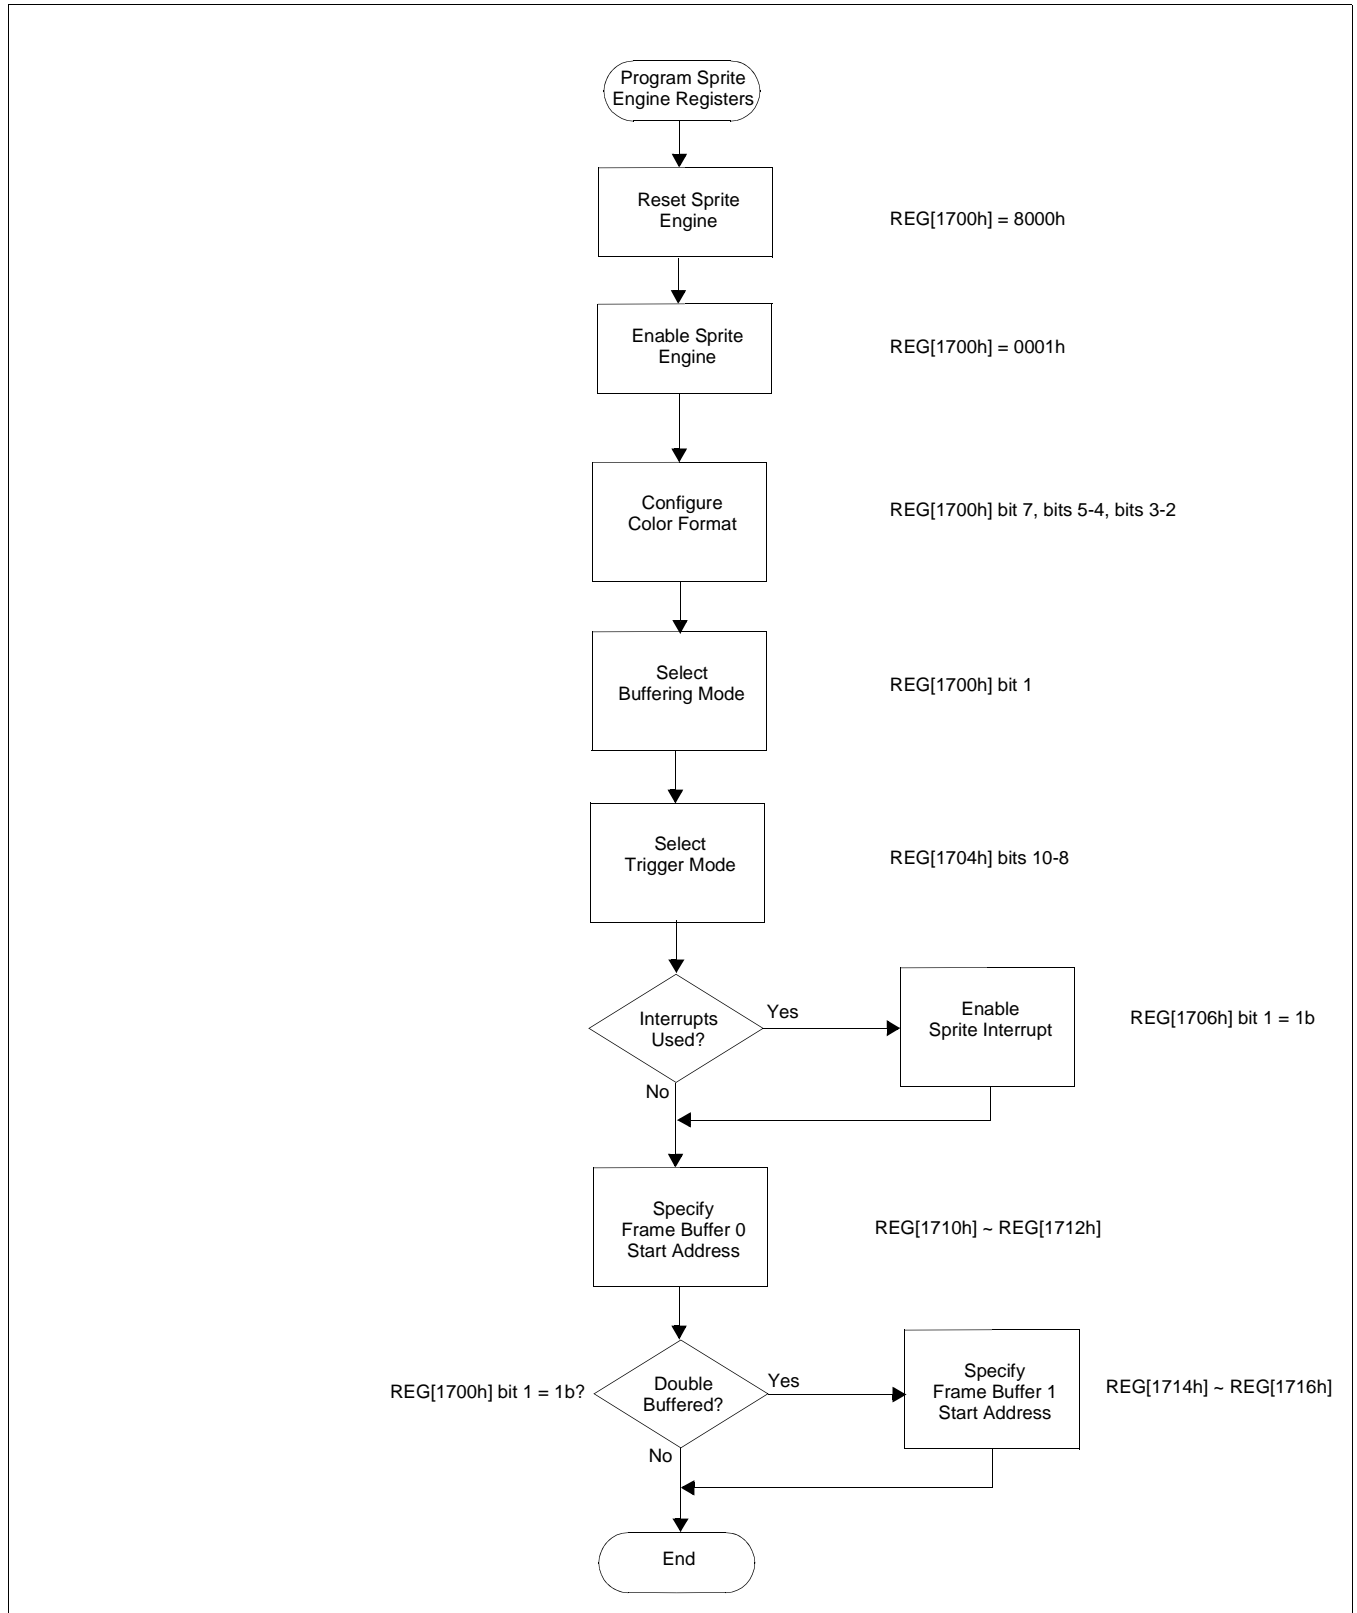 Program Sprite
Engine Registers
Reset Sprite
Engine
REG[1700h] = 8000h
Enable Sprite
Engine
REG[1700h] = 0001h
Configure
Color Format
REG[1700h] bit 7, bits 5-4, bits 3-2
Select
Buffering Mode
REG[1700h] bit 1
Select
Trigger Mode
REG[1704h] bits 10-8
Interrupts
Used?
Yes
Enable
Sprite Interrupt
REG[1706h] bit 1 = 1b
No
Specify
Frame Buffer 0
Start Address
REG[1710h] ~ REG[1712h]
REG[1700h] bit 1 = 1b?
Double
Buffered?
Yes
Specify
Frame Buffer 1
Start Address
REG[1714h] ~ REG[1716h]
No
End